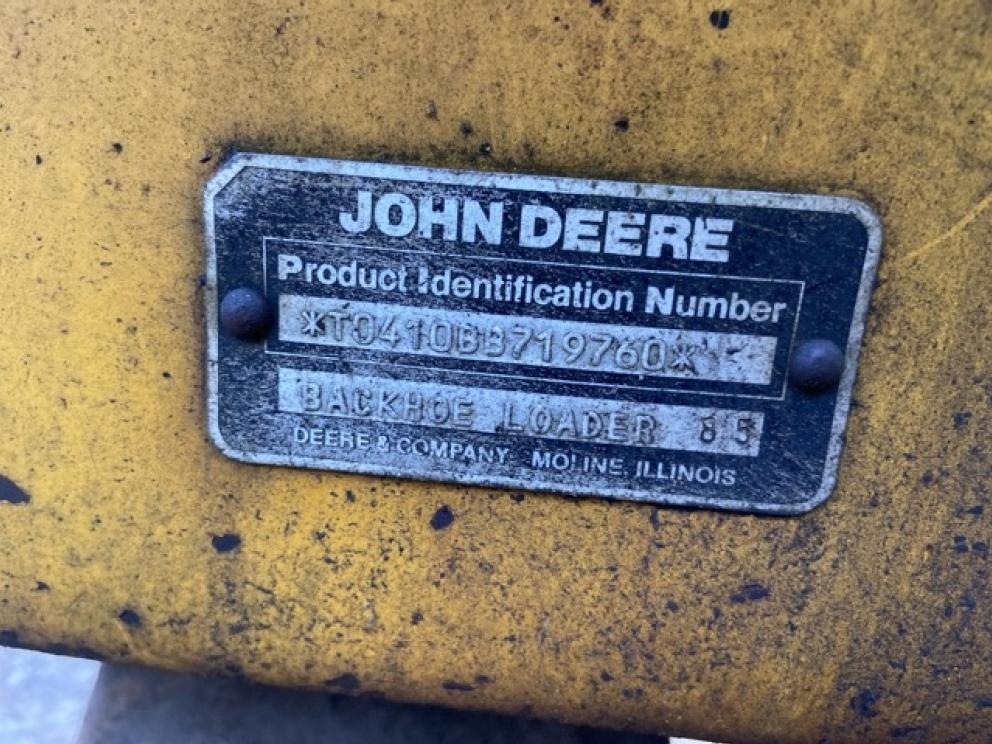 JOHN DEERE
Product Identification Number
*T0410BB719760*
BACKHOE LOADER 85
DEERE & COMPANY MOLINE ILLINOIS